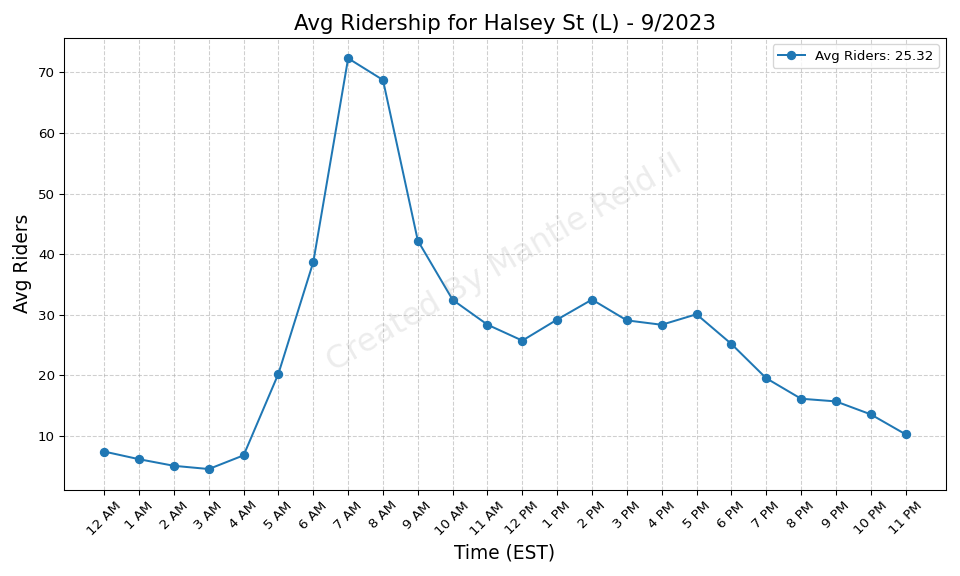 Avg Ridership for Halsey St (L) - 9/2023
Avg Riders: 25.32
70
60
50
40
30
20
10
Avg Riders
Created By Mantie Reid II
12 AM
1 AM
2 AM
3 AM
4 AM
5 AM
6 AM
7 AM
8 AM
9 AM
10 AM
11 AM
12 PM
1 PM
2 PM
3 PM
4 PM
5 PM
6 PM
7 PM
8 PM
9 PM
10 PM
11 PM
Time (EST)